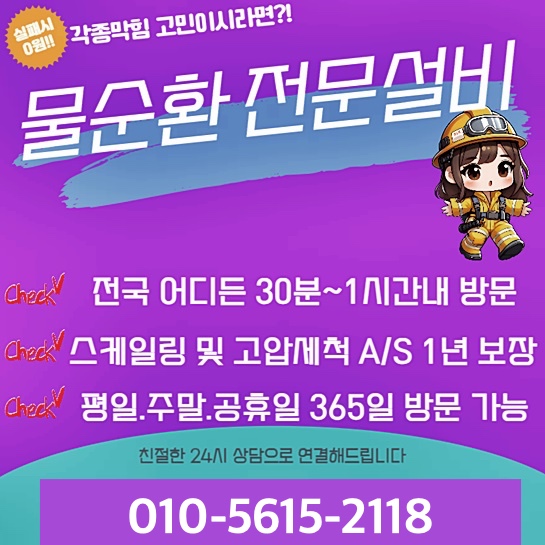 실패시
0원!!
각종막힘 고민이시라면?!
물순환 전문설비
Check 전국 어디든 30분~1시간내 방문
Check 스케일링 및 고압세척 A/S 1년 보장
Check 평일.주말.공휴일 365일 방문 가능
친절한 24시 상담으로 연결해드립니다
010-5615-2118